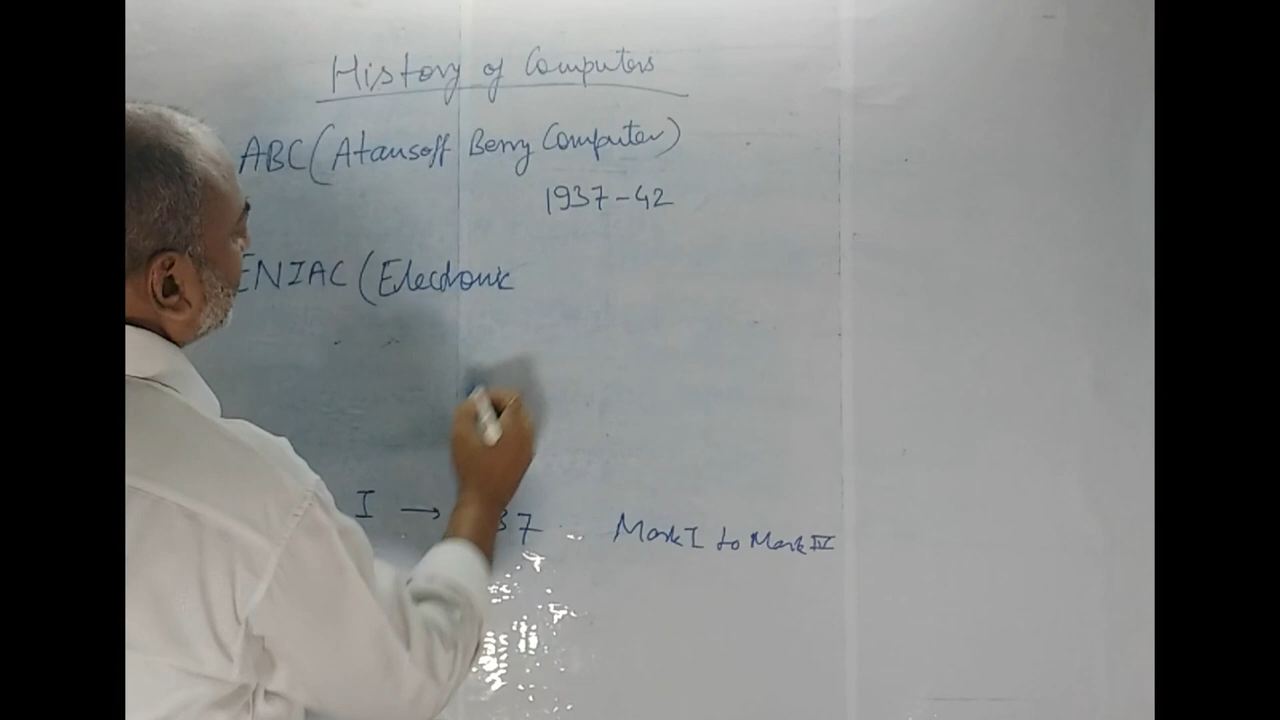 History of Computers
ABC (Atansoff Berry Computer)
1937-42
ENIAC (Electronic
I → 37 Mark I to Mark IV